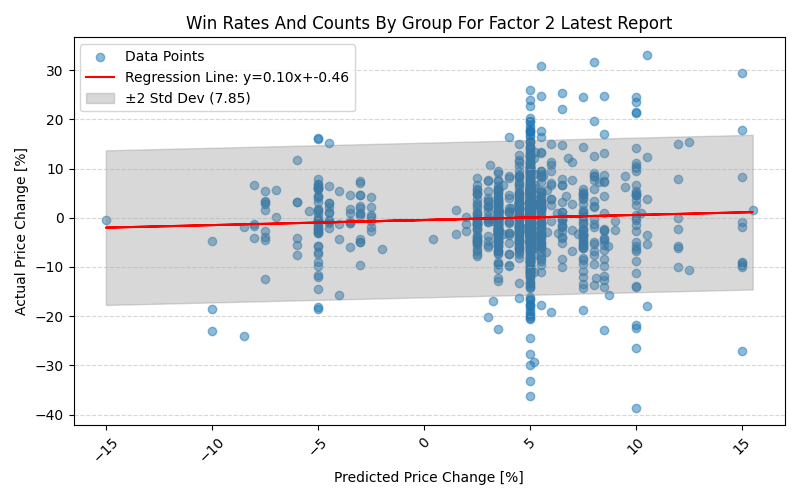 Win Rates And Counts By Group For Factor 2 Latest Report
Data Points
Regression Line: y=0.10x+-0.46
±2 Std Dev (7.85)
Actual Price Change [%]
30
20
10
0
−10
−20
−30
−40
−15
−10
−5
0
5
10
15
Predicted Price Change [%]